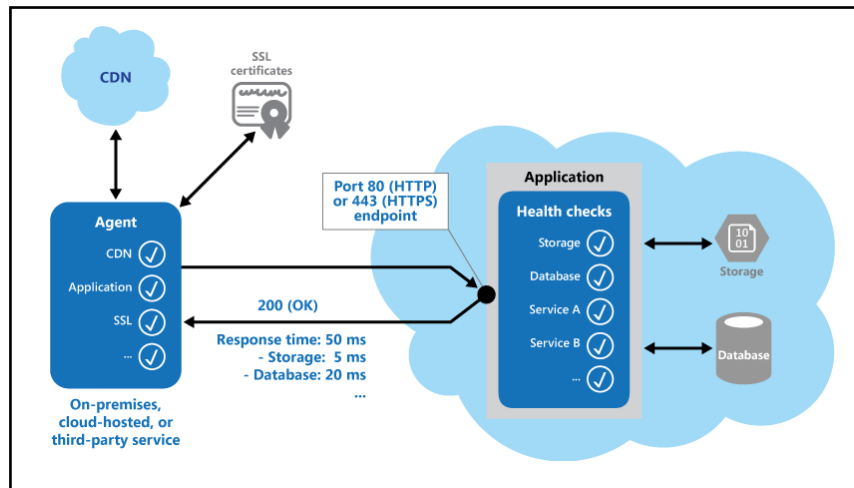 CDN
SSL
certificates
Agent
CDN
Application
SSL
...
On-premises,
cloud-hosted, or
third-party service
200 (OK)
Response time: 50 ms
- Storage: 5 ms
- Database: 20 ms
...
Port 80 (HTTP)
or 443 (HTTPS)
endpoint
Application
Health checks
Storage
Database
Service A
Service B
...
10
01
Storage
Database